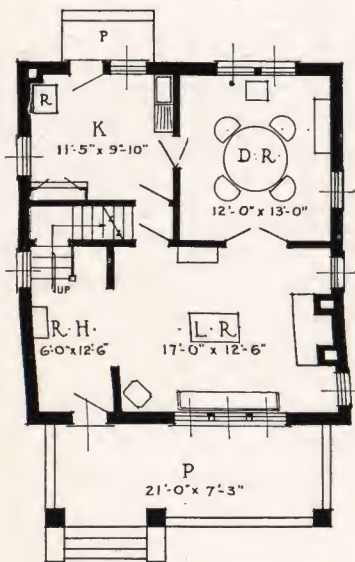 P
R
K
11'-5" x 9'-10"
D. R.
12'-0" x 13'-0"
UP
R. H.
6'-0" x 12'-6"
L. R
17'-0" x 12'-6"
P
21'-0" x 7'-3"